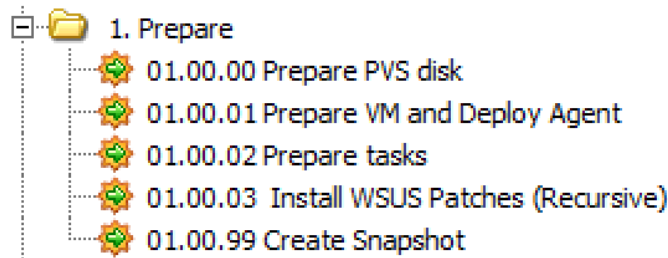 1. Prepare
01.00.00 Prepare PVS disk
01.00.01 Prepare VM and Deploy Agent
01.00.02 Prepare tasks
01.00.03  Install WSUS Patches (Recursive)
01.00.99 Create Snapshot